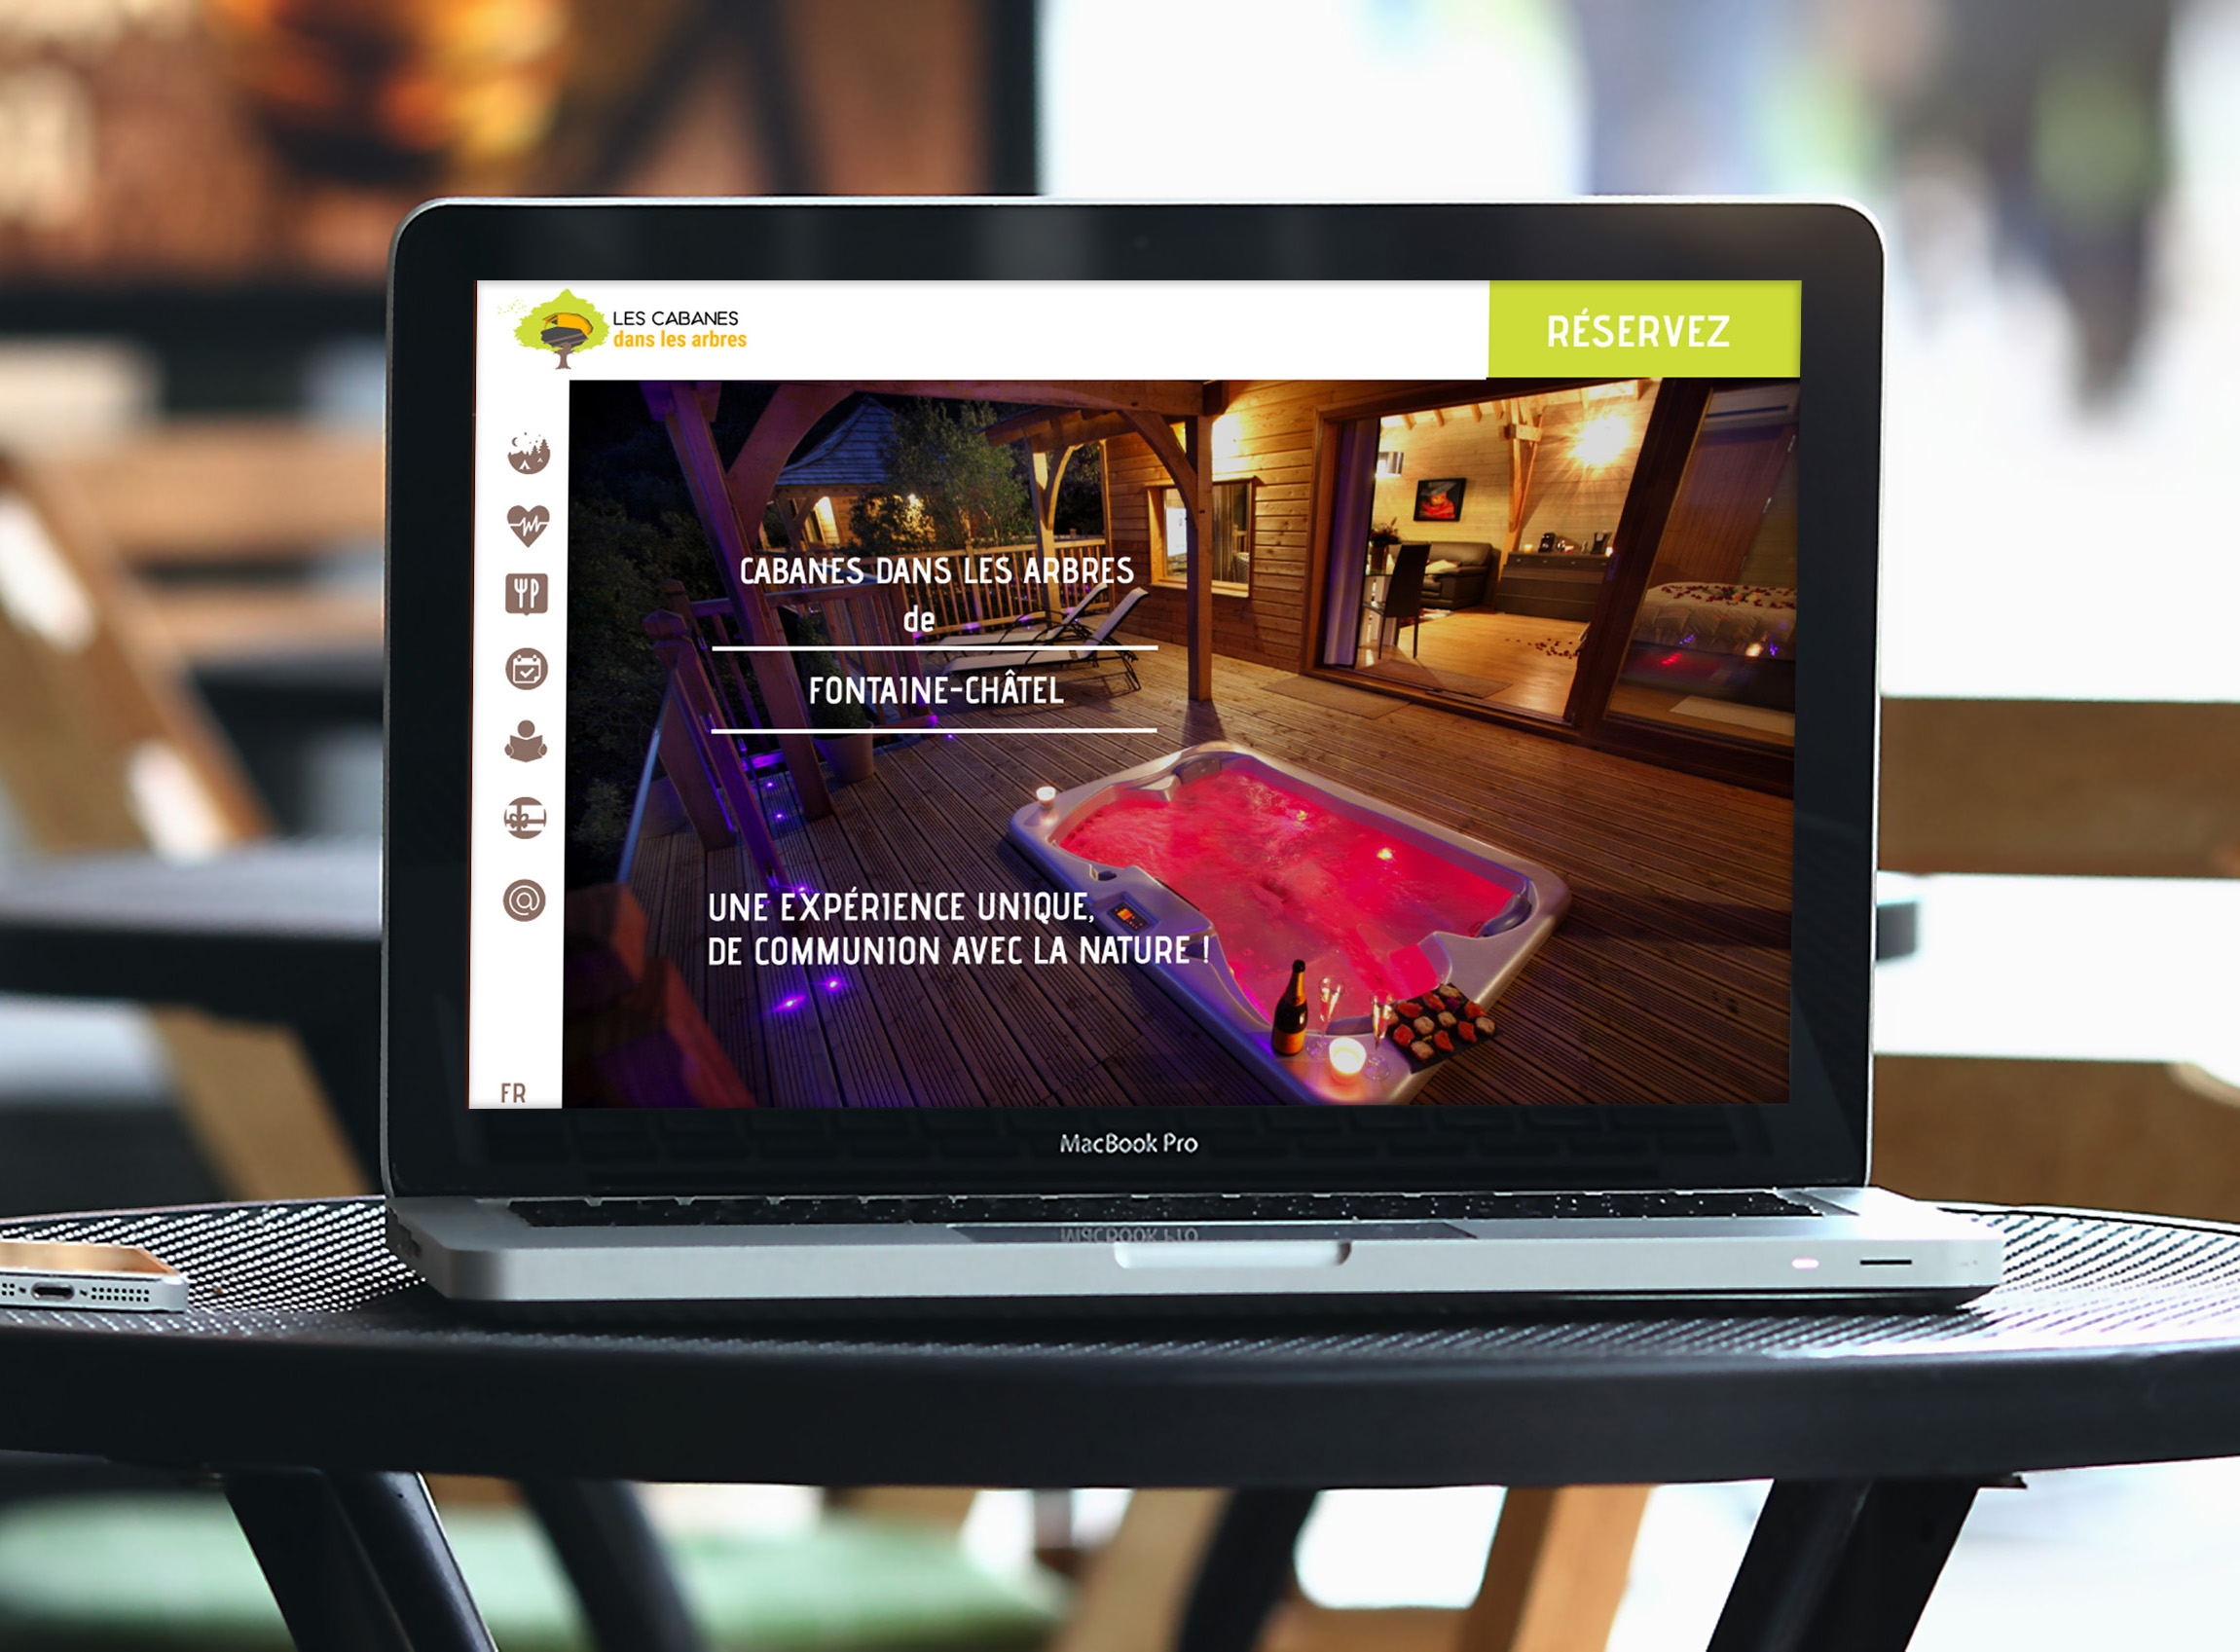 LES CABANES
dans les arbres
RÉSERVEZ
CABANES DANS LES ARBRES
de
FONTAINE-CHÂTEL
UNE EXPÉRIENCE UNIQUE,
DE COMMUNION AVEC LA NATURE !
FR
MacBook Pro